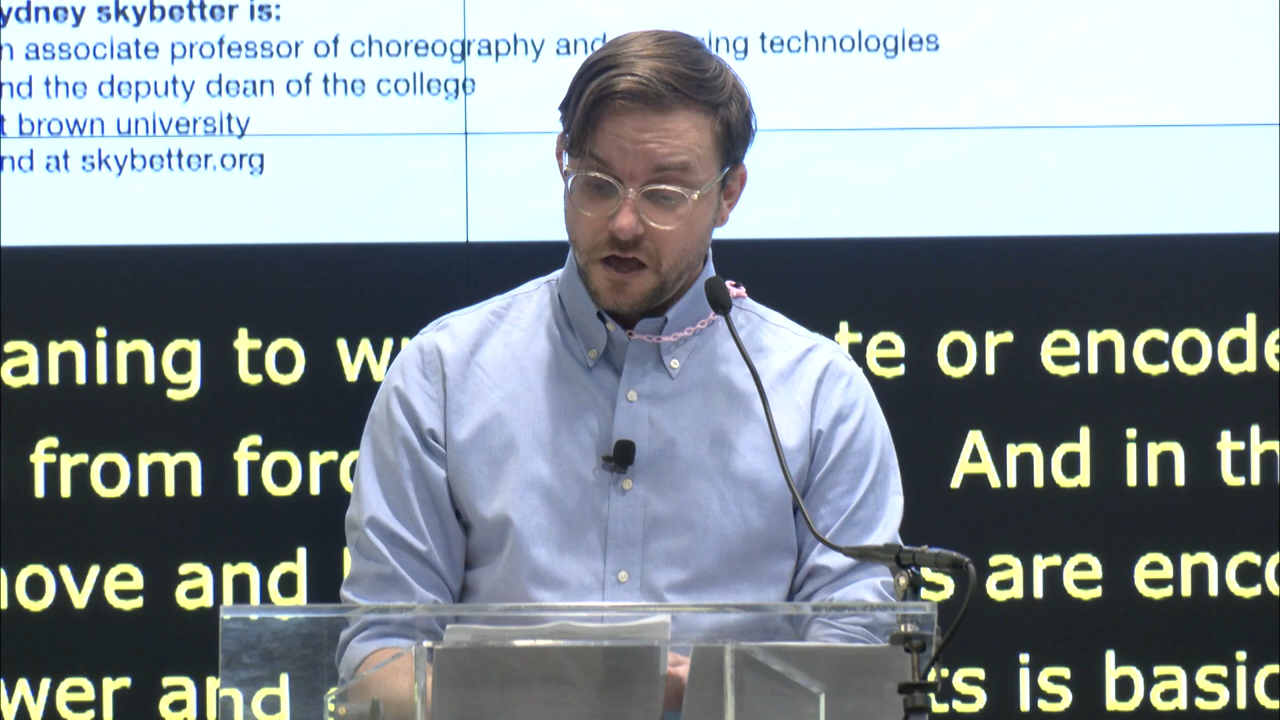 ydney skybetter is:
n associate professor of choreography and ging technologies
nd the deputy dean of the college
t brown university
nd at skybetter.org
aning to w te or encode
from for And in th
ove and s are enc
wer and ts is basic